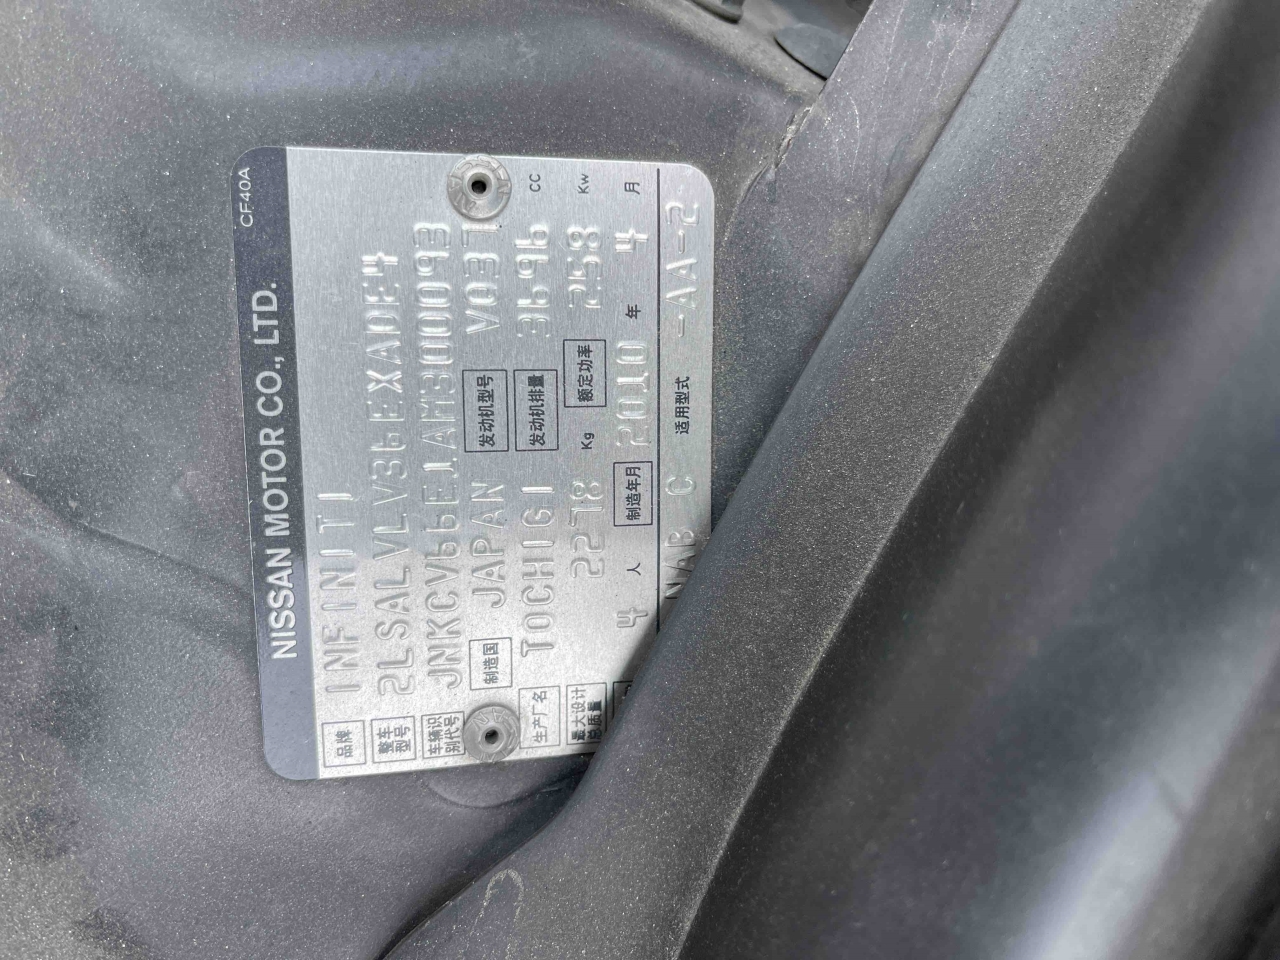 NISSAN MOTOR CO., LTD. CF40A
品牌 INFINITI
整车型号 2LSALVLV36EXADE4
车辆识别代号 JNKCV66E1AM300093
制造国 JAPAN 发动机型号 V037
生产厂名 TOCHIGI 发动机排量 3696 CC
最大设计总质量 2278 Kg 额定功率 258 Kw
4 人 制造年月 2010 年 4 月
NAB C 适用型式 -AA-2